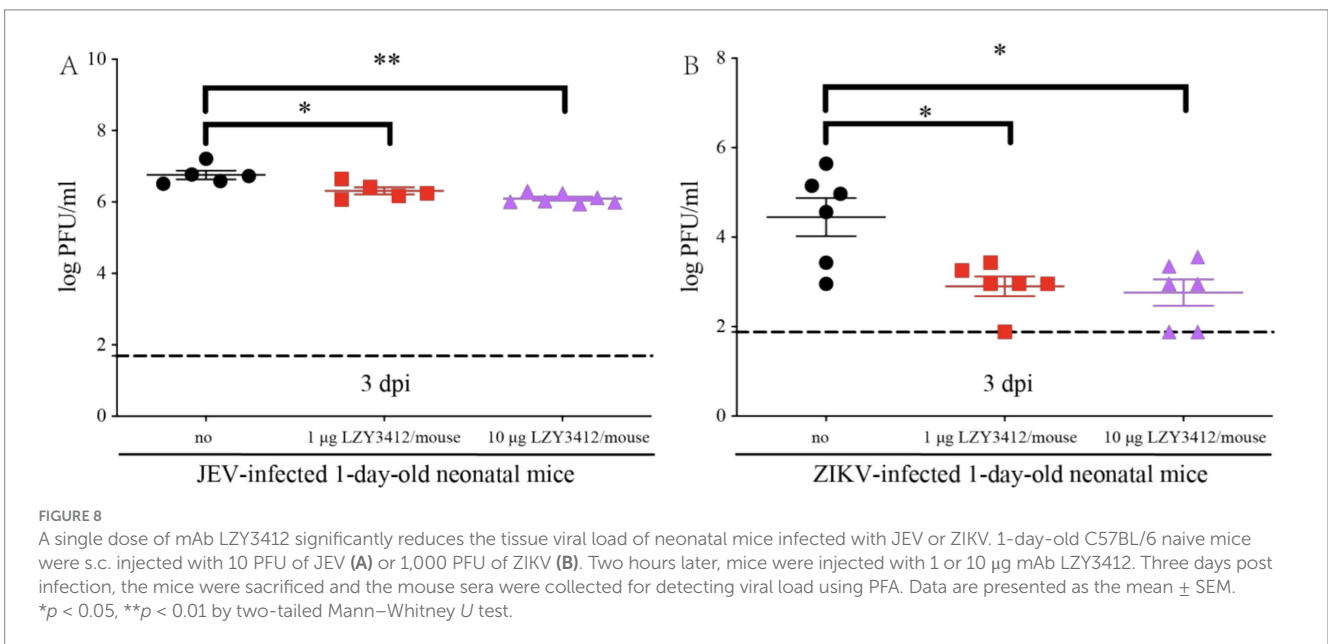 A
10
8
6
4
2
0
log PFU/ml
**
*
3 dpi
no
1 µg LZY3412/mouse
10 µg LZY3412/mouse
JEV-infected 1-day-old neonatal mice
B
8
6
4
2
0
log PFU/ml
*
*
3 dpi
no
1 µg LZY3412/mouse
10 µg LZY3412/mouse
ZIKV-infected 1-day-old neonatal mice
FIGURE 8
A single dose of mAb LZY3412 significantly reduces the tissue viral load of neonatal mice infected with JEV or ZIKV. 1-day-old C57BL/6 naive mice
were s.c. injected with 10 PFU of JEV (A) or 1,000 PFU of ZIKV (B). Two hours later, mice were injected with 1 or 10 µg mAb LZY3412. Three days post
infection, the mice were sacrificed and the mouse sera were collected for detecting viral load using PFA. Data are presented as the mean ± SEM.
*p < 0.05, **p < 0.01 by two-tailed Mann–Whitney U test.